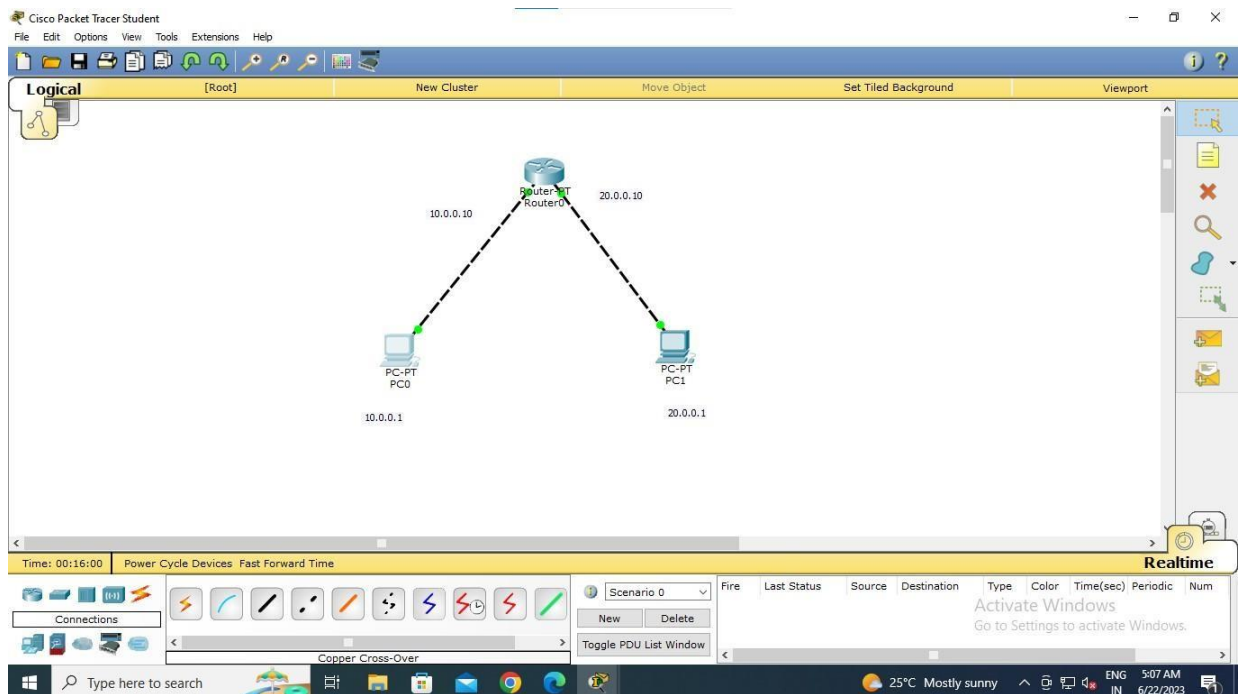 Cisco Packet Tracer Student
File Edit Options View Tools Extensions Help
Logical [Root] New Cluster Move Object Set Tiled Background Viewport
Router-PT
Router0
20.0.0.10
10.0.0.10
PC-PT
PC0
PC-PT
PC1
10.0.0.1
20.0.0.1
Time: 00:16:00 Power Cycle Devices Fast Forward Time Realtime
Connections
Copper Cross-Over
Scenario 0
New Delete
Toggle PDU List Window
Fire Last Status Source Destination Type Color Time(sec) Periodic Num
Activate Windows
Go to Settings to activate Windows.
Type here to search
25°C Mostly sunny
ENG
IN
5:07 AM
6/22/2023